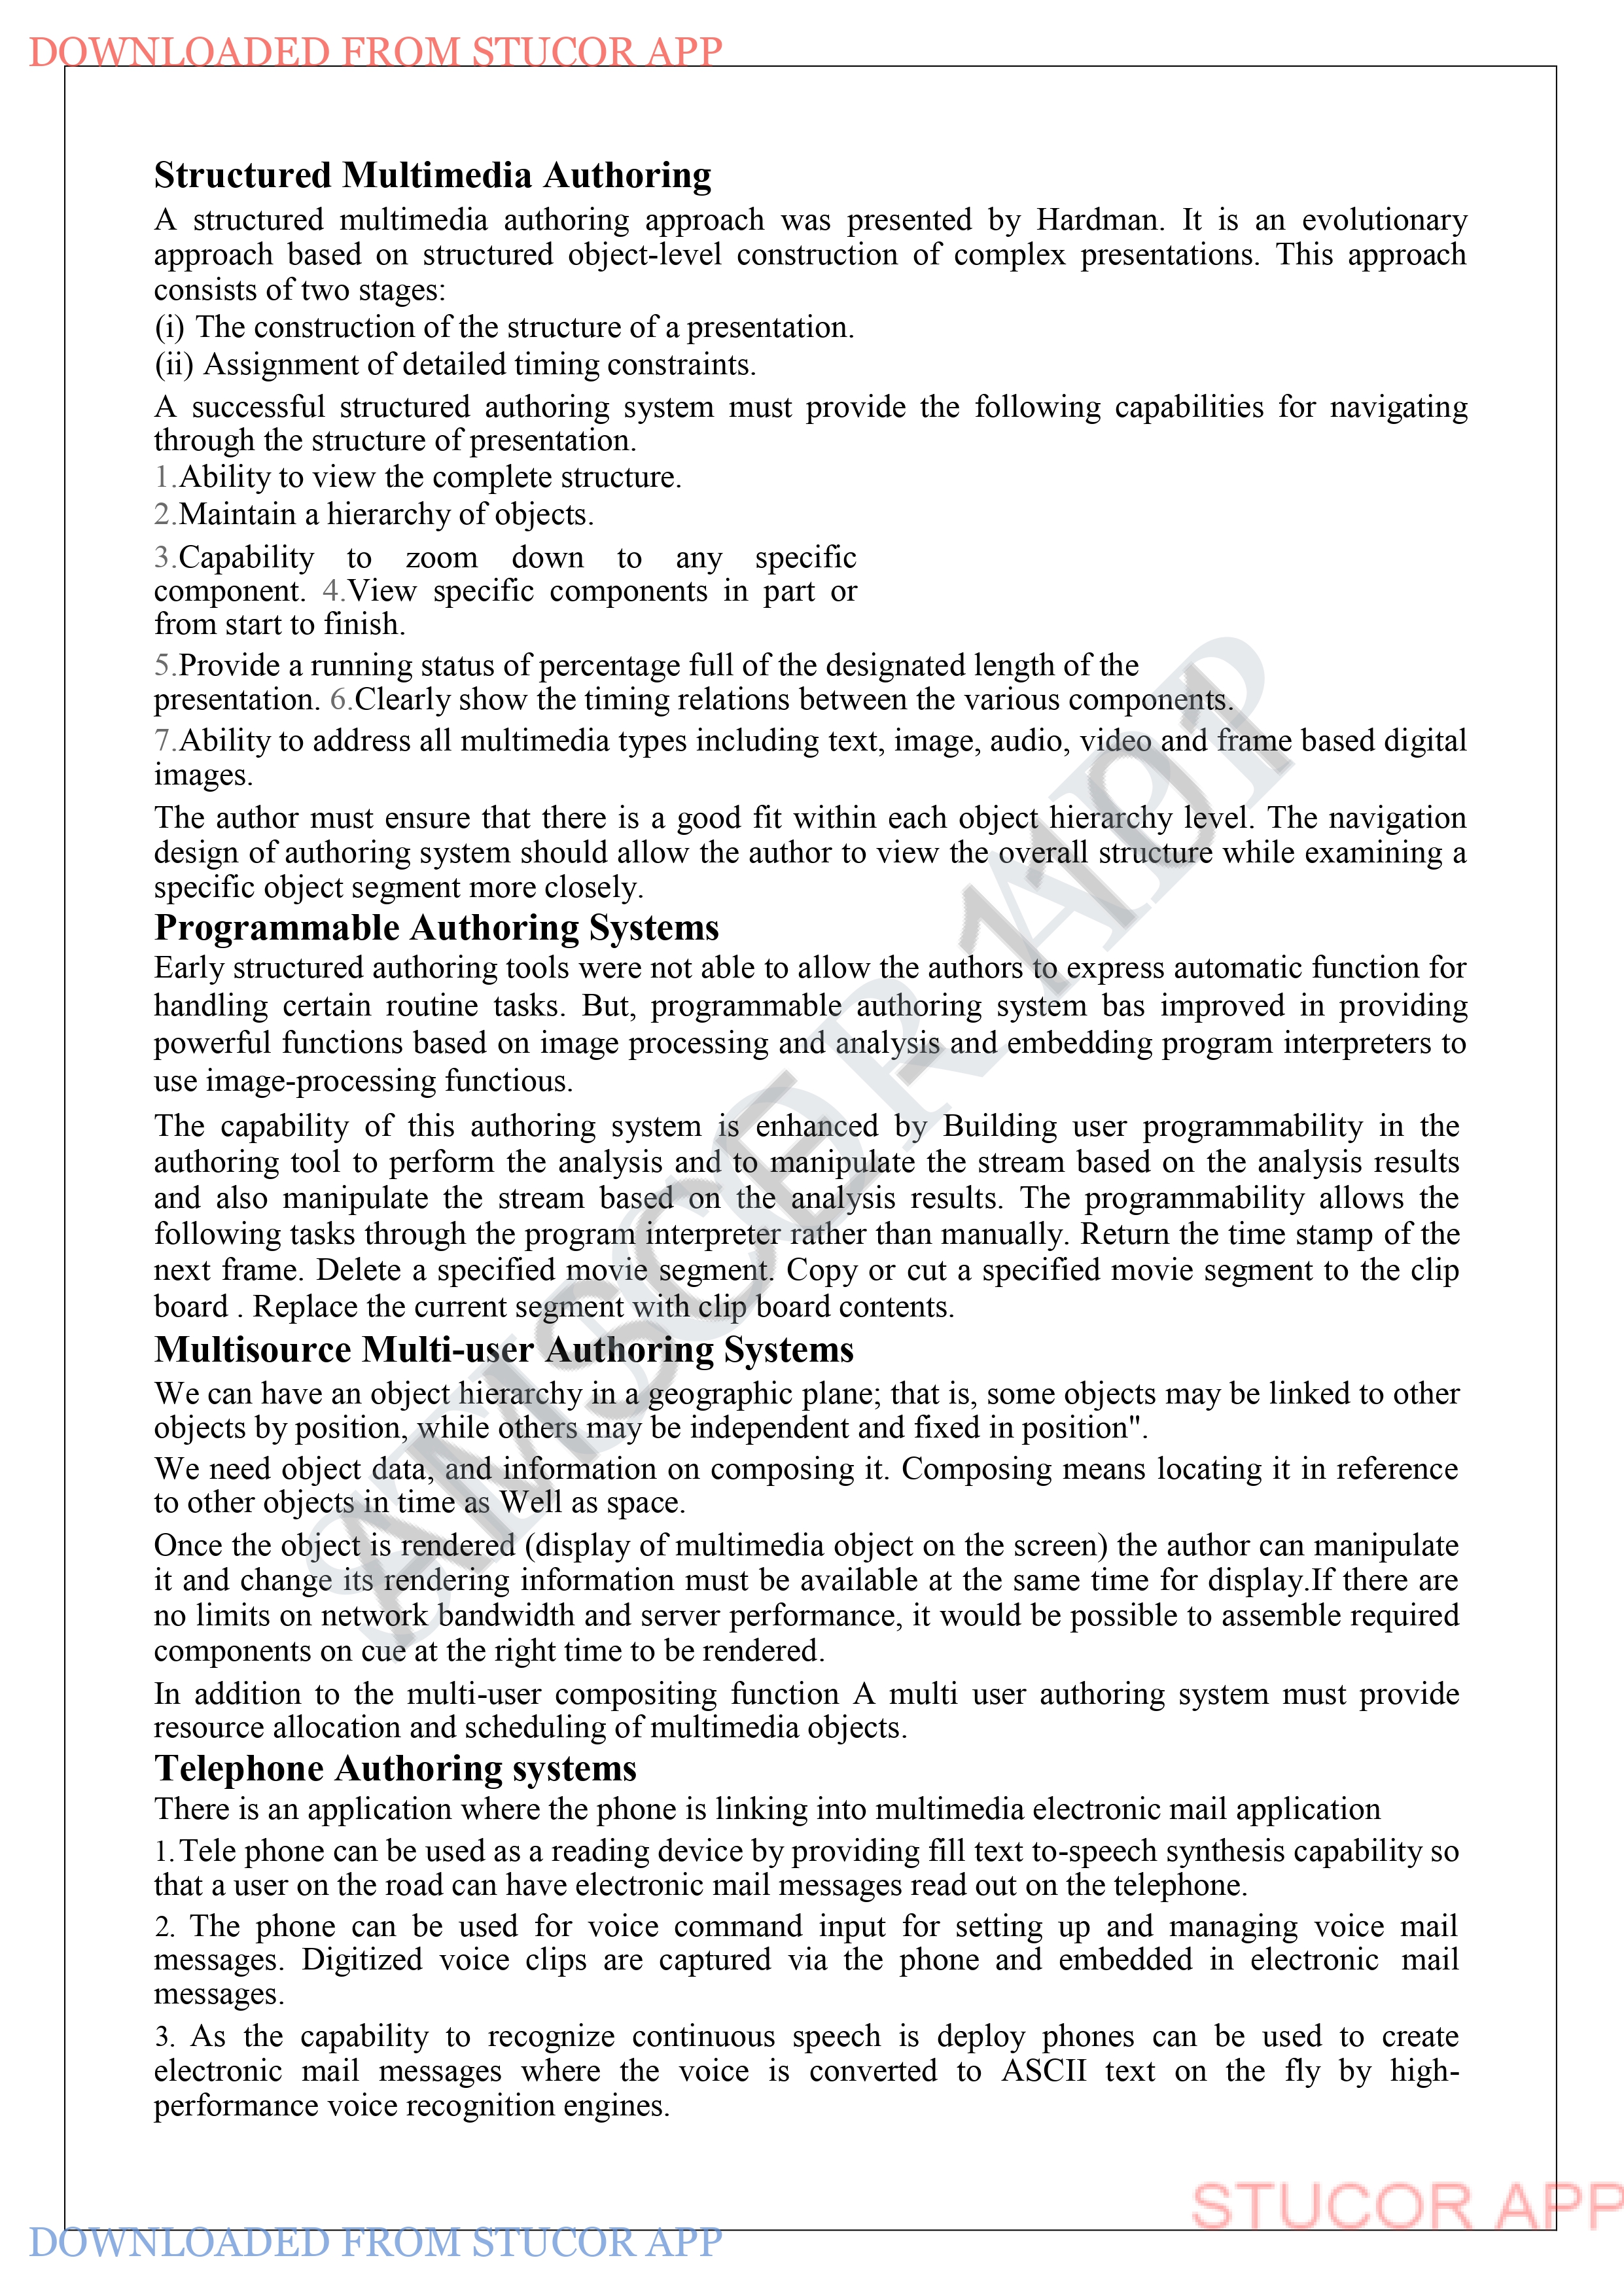 DOWNLOADED FROM STUCOR APP
Structured Multimedia Authoring
A structured multimedia authoring approach was presented by Hardman. It is an evolutionary
approach based on structured object-level construction of complex presentations. This approach
consists of two stages:
(i) The construction of the structure of a presentation.
(ii) Assignment of detailed timing constraints.
A successful structured authoring system must provide the following capabilities for navigating
through the structure of presentation.
1.Ability to view the complete structure.
2.Maintain a hierarchy of objects.
3.Capability to zoom down to any specific
component. 4.View specific components in part or
from start to finish.
5.Provide a running status of percentage full of the designated length of the
presentation. 6.Clearly show the timing relations between the various components.
7.Ability to address all multimedia types including text, image, audio, video and frame based digital
images.
The author must ensure that there is a good fit within each object hierarchy level. The navigation
design of authoring system should allow the author to view the overall structure while examining a
specific object segment more closely.
Programmable Authoring Systems
Early structured authoring tools were not able to allow the authors to express automatic function for
handling certain routine tasks. But, programmable authoring system bas improved in providing
powerful functions based on image processing and analysis and embedding program interpreters to
use image-processing functious.
The capability of this authoring system is enhanced by Building user programmability in the
authoring tool to perform the analysis and to manipulate the stream based on the analysis results
and also manipulate the stream based on the analysis results. The programmability allows the
following tasks through the program interpreter rather than manually. Return the time stamp of the
next frame. Delete a specified movie segment. Copy or cut a specified movie segment to the clip
board . Replace the current segment with clip board contents.
Multisource Multi-user Authoring Systems
We can have an object hierarchy in a geographic plane; that is, some objects may be linked to other
objects by position, while others may be independent and fixed in position".
We need object data, and information on composing it. Composing means locating it in reference
to other objects in time as Well as space.
Once the object is rendered (display of multimedia object on the screen) the author can manipulate
it and change its rendering information must be available at the same time for display.If there are
no limits on network bandwidth and server performance, it would be possible to assemble required
components on cue at the right time to be rendered.
In addition to the multi-user compositing function A multi user authoring system must provide
resource allocation and scheduling of multimedia objects.
Telephone Authoring systems
There is an application where the phone is linking into multimedia electronic mail application
1.Tele phone can be used as a reading device by providing fill text to-speech synthesis capability so
that a user on the road can have electronic mail messages read out on the telephone.
2. The phone can be used for voice command input for setting up and managing voice mail
messages. Digitized voice clips are captured via the phone and embedded in electronic mail
messages.
3. As the capability to recognize continuous speech is deploy phones can be used to create
electronic mail messages where the voice is converted to ASCII text on the fly by high-
performance voice recognition engines.
STUCOR APP
AMSCE - 1101
STUCOR APP
DOWNLOADED FROM STUCOR APP